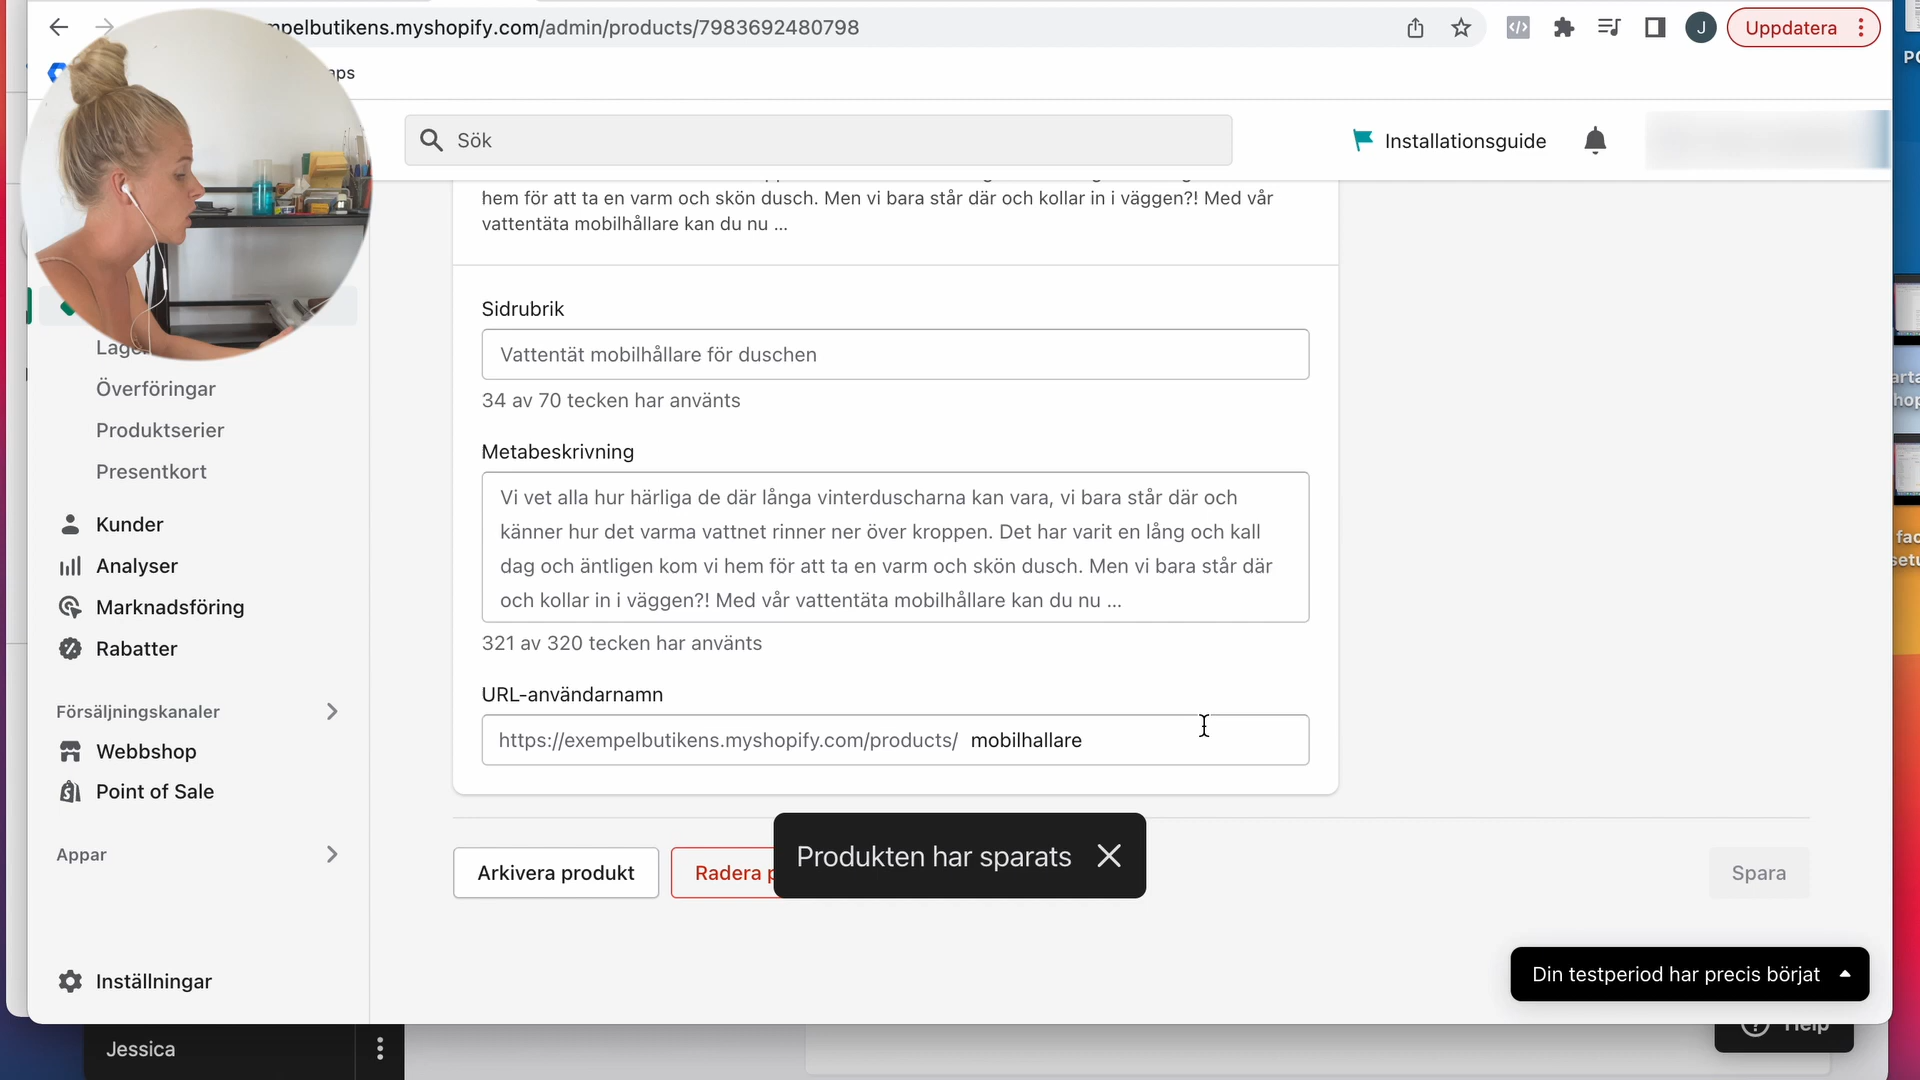 mpelbutikens.myshopify.com/admin/products/7983692480798
Uppdatera
J
aps
Sök
Installationsguide
hem för att ta en varm och skön dusch. Men vi bara står där och kollar in i väggen?! Med vår
vattentäta mobilhållare kan du nu ...
Sidrubrik
Vattentät mobilhållare för duschen
34 av 70 tecken har använts
Metabeskrivning
Vi vet alla hur härliga de där långa vinterduscharna kan vara, vi bara står där och
känner hur det varma vattnet rinner ner över kroppen. Det har varit en lång och kall
dag och äntligen kom vi hem för att ta en varm och skön dusch. Men vi bara står där
och kollar in i väggen?! Med vår vattentäta mobilhållare kan du nu ...
321 av 320 tecken har använts
URL-användarnamn
https://exempelbutikens.myshopify.com/products/ mobilhallare
Produkten har sparats
Arkivera produkt
Radera p
Spara
Din testperiod har precis börjat
Lage
Överföringar
Produktserier
Presentkort
Kunder
Analyser
Marknadsföring
Rabatter
Försäljningskanaler
Webbshop
Point of Sale
Appar
Inställningar
Jessica
Help